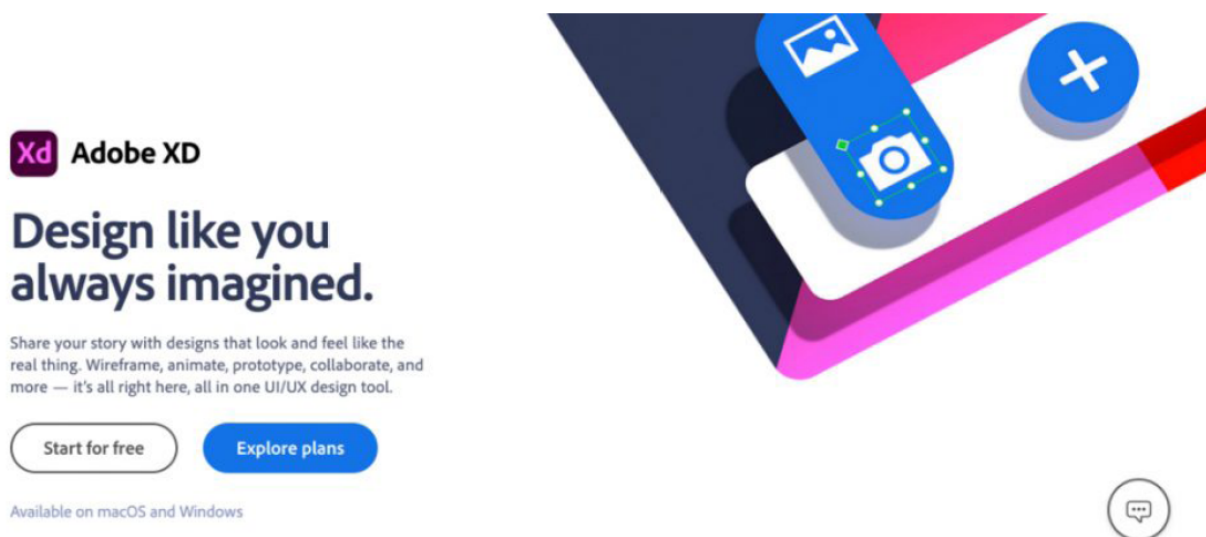 Xd Adobe XD
Design like you
always imagined.
Share your story with designs that look and feel like the
real thing. Wireframe, animate, prototype, collaborate, and
more — it's all right here, all in one UI/UX design tool.
Start for free
Explore plans
Available on macOS and Windows